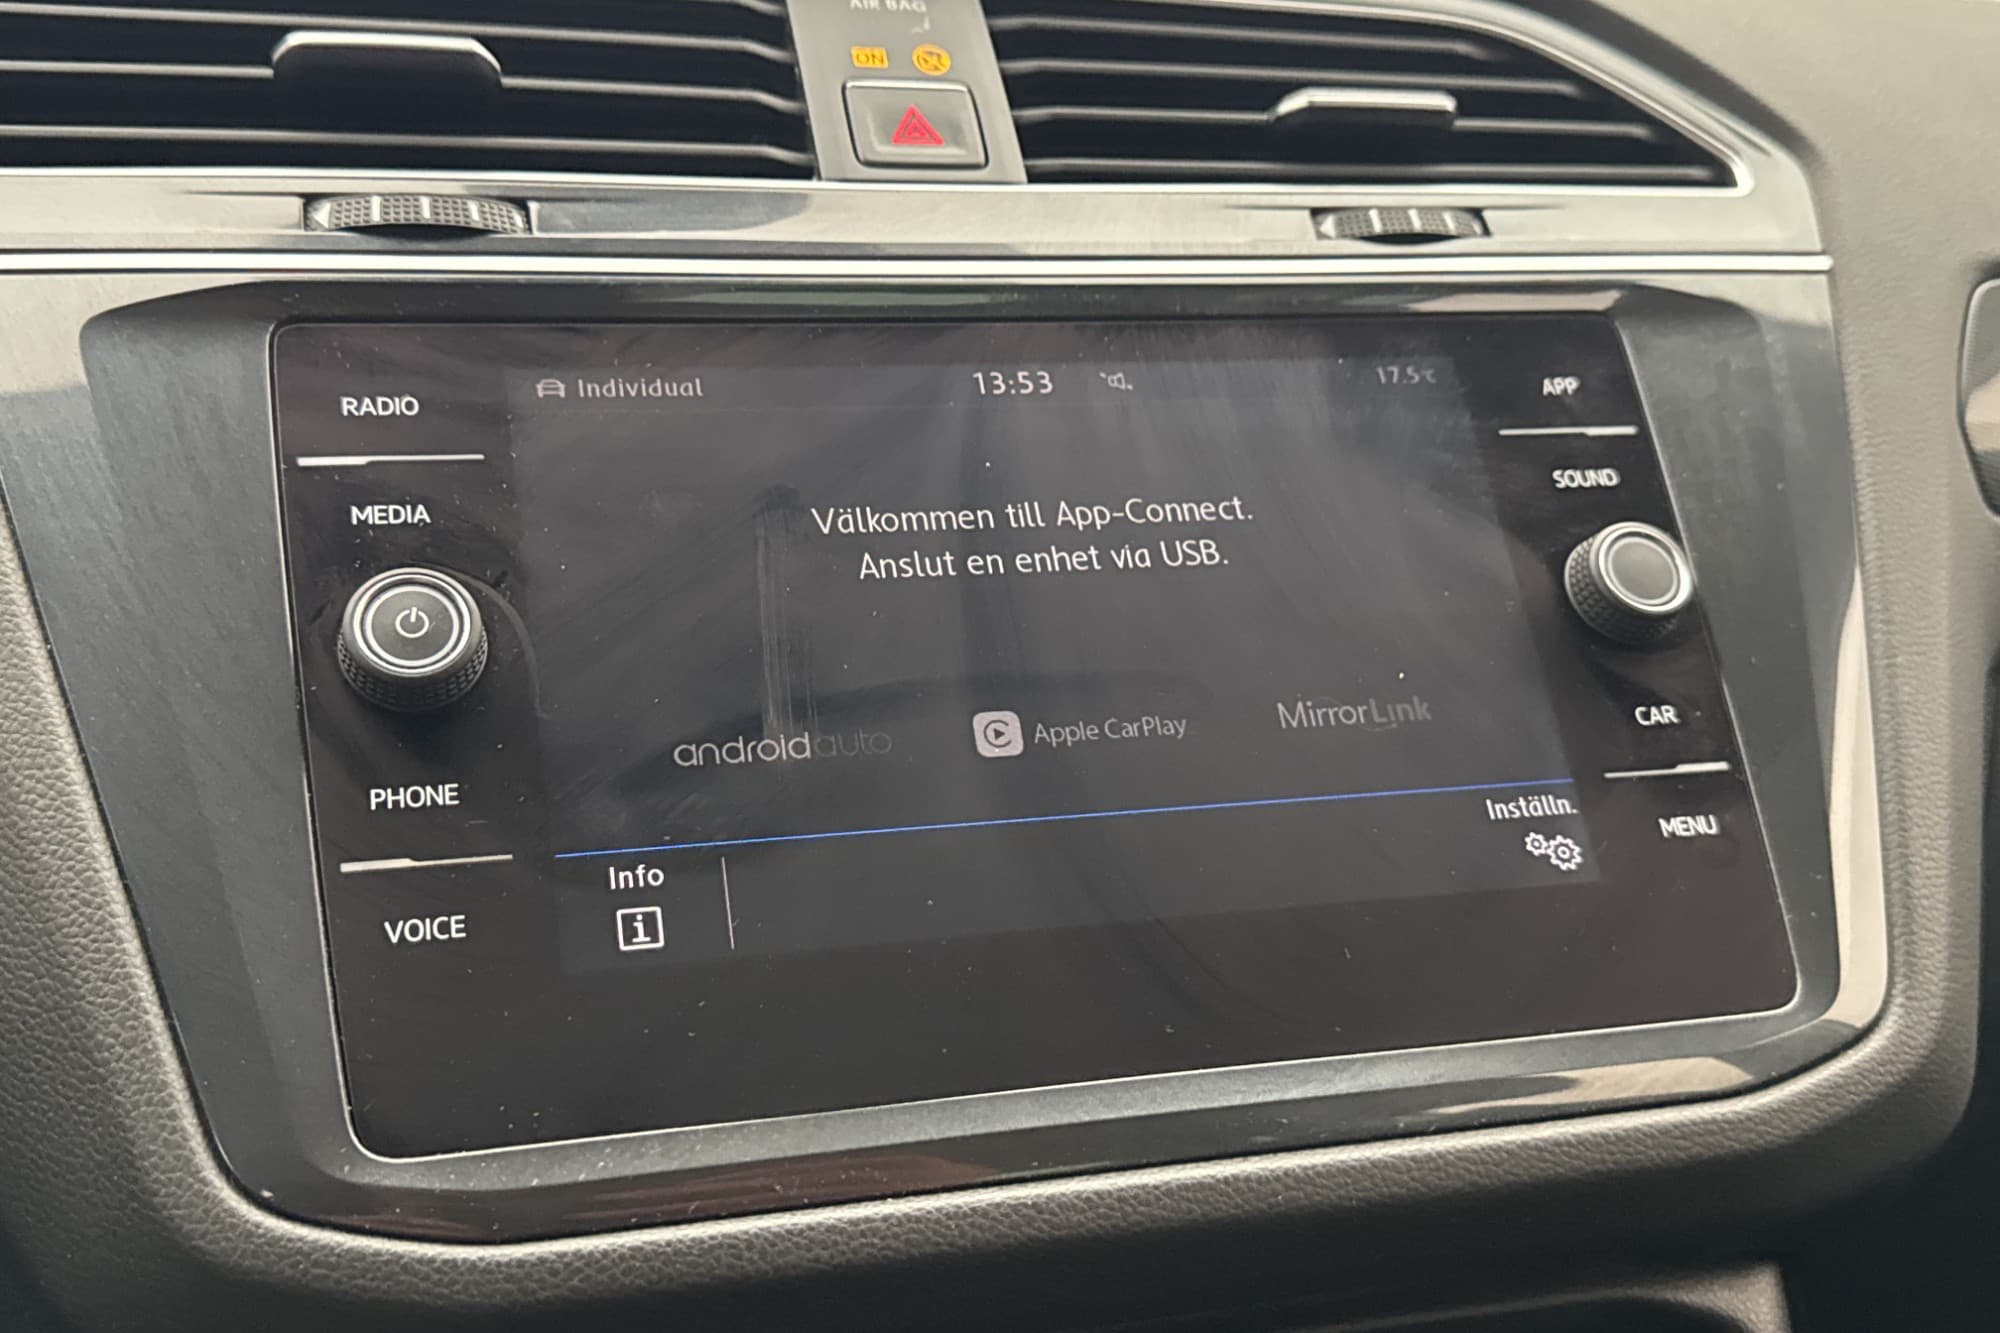 AIR BAG
ON
RADIO
MEDIA
PHONE
VOICE
Individual
13:53
17.5°C
Välkommen till App-Connect.
Anslut en enhet via USB.
androidauto
Apple CarPlay
MirrorLink
Info
i
Inställn.
APP
SOUND
CAR
MENU